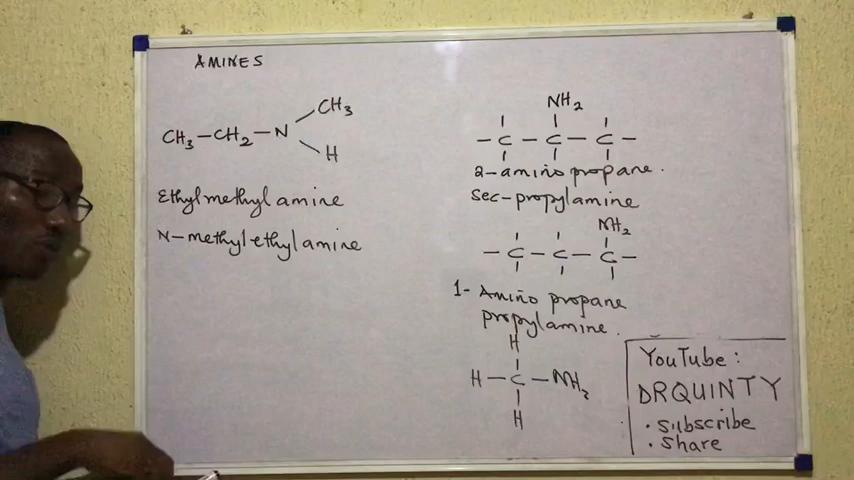 AMINES
CH3
CH3-CH2-N
H
Ethylmethylamine
N-methylethylamine
NH2
-C-C-C-
2-amino propane.
Sec-propylamine
NH2
-C-C-C-
1- Amino propane
propylamine.
H
H-C-NH2
H
YouTube:
DRQUINTY
• Subscribe
• Share